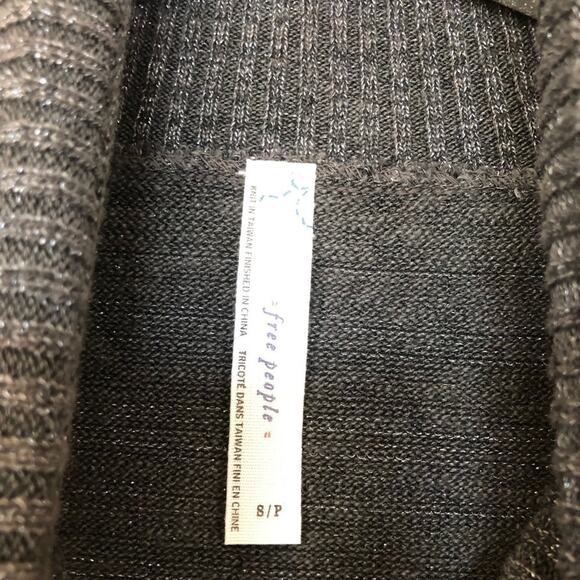 KNIT IN TAIWAN FINISHED IN CHINA
TRICOTÉ DANS TAIWAN FINI EN CHINE
= free people =
S/P